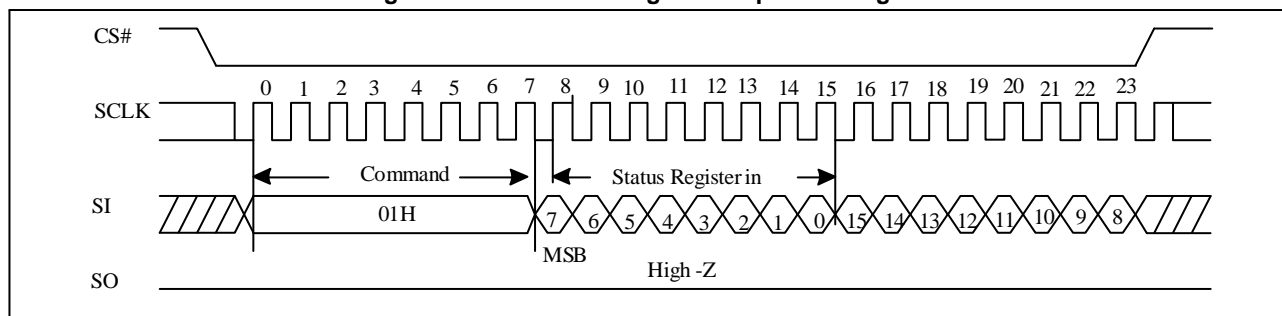 CS#
0 1 2 3 4 5 6 7 8 9 10 11 12 13 14 15 16 17 18 19 20 21 22 23
SCLK
Command Status Register in
SI 01H 7 6 5 4 3 2 1 0 15 14 13 12 11 10 9 8
MSB
High -Z
SO